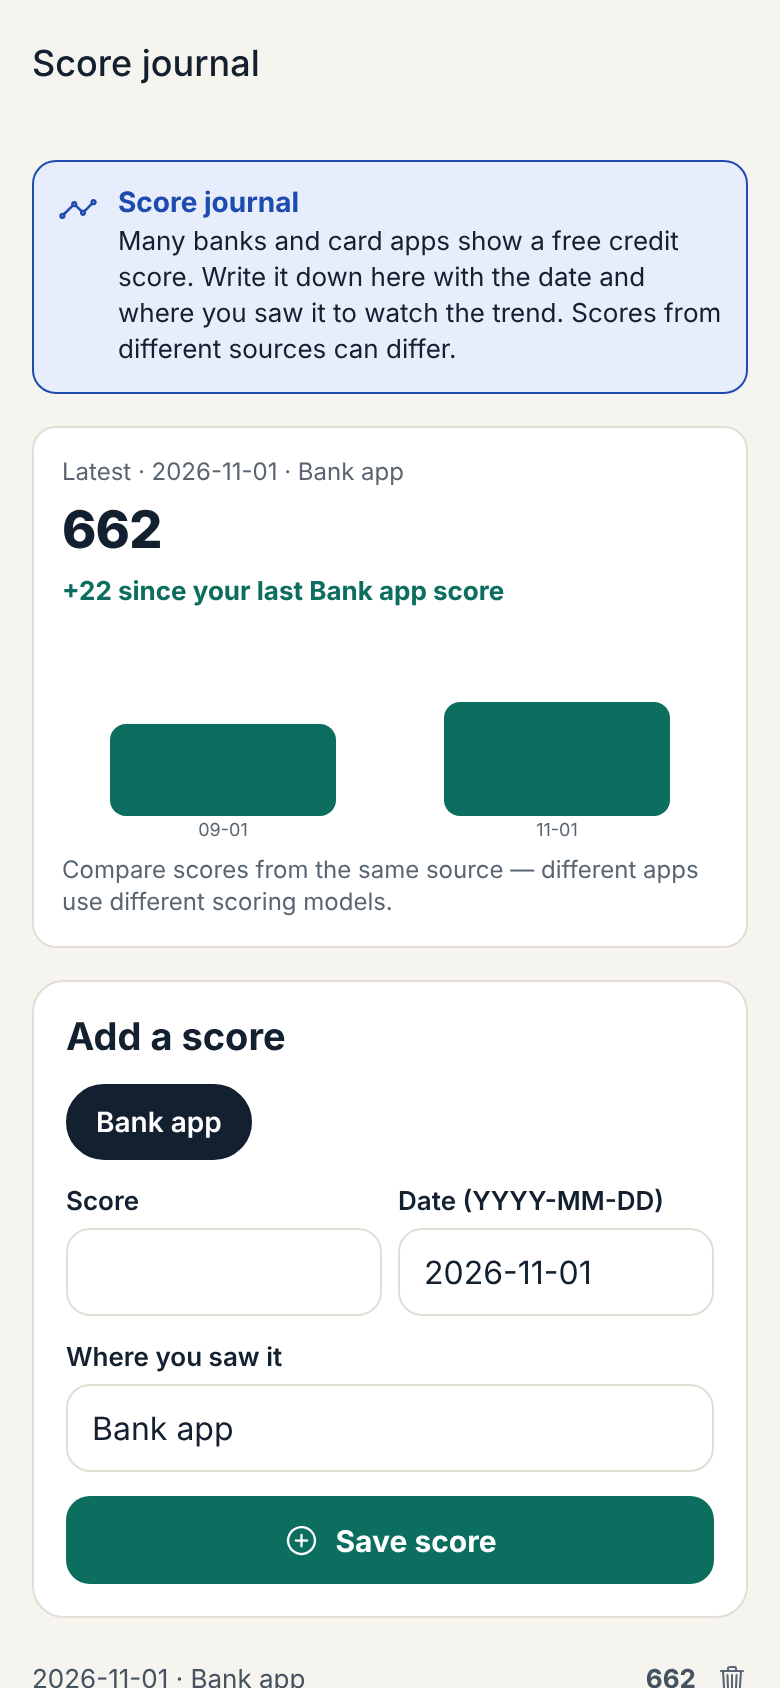 Score journal
Score journal
Many banks and card apps show a free credit
score. Write it down here with the date and
where you saw it to watch the trend. Scores from
different sources can differ.
Latest · 2026-11-01 · Bank app
662
+22 since your last Bank app score
09-01
11-01
Compare scores from the same source — different apps
use different scoring models.
Add a score
Bank app
Score
Date (YYYY-MM-DD)
2026-11-01
Where you saw it
Bank app
Save score
2026-11-01 · Bank app
662